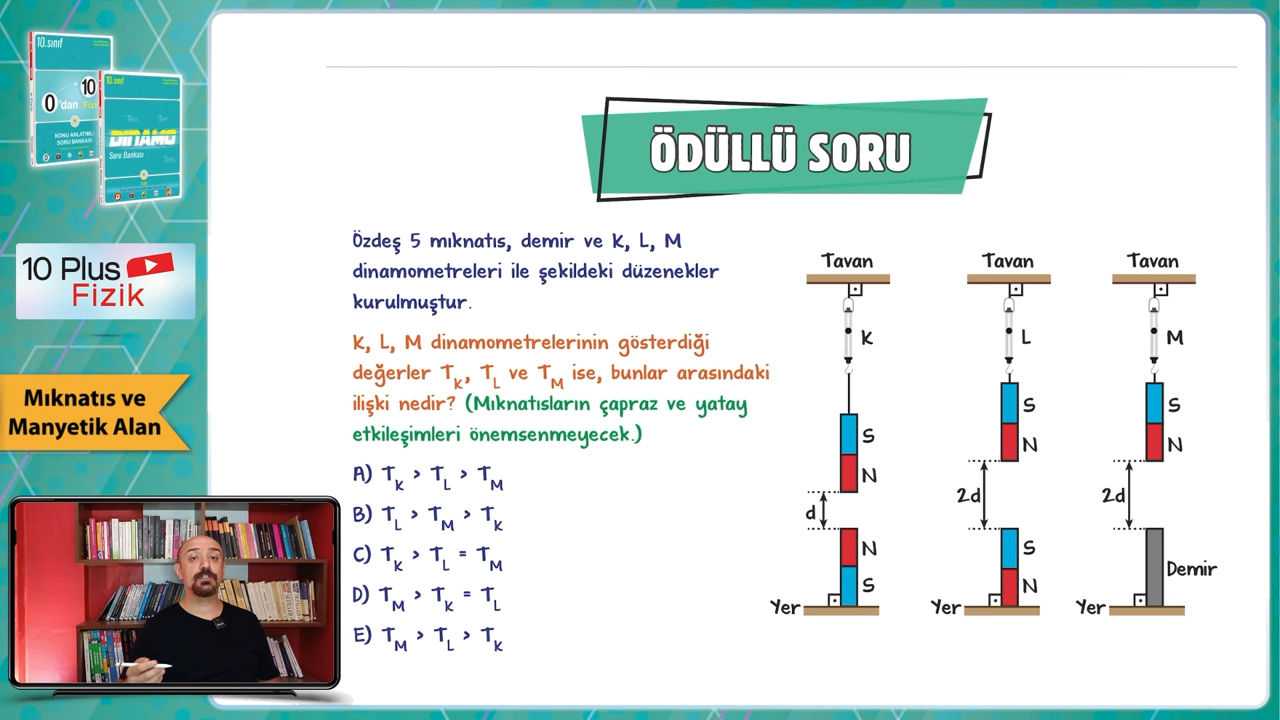 10.sınıf
0'dan 10
Fizik
KONU ANLATIMLI
SORU BANKASI
10.sınıf
DINAMO
Soru Bankası
10 Plus
Fizik
Mıknatıs ve
Manyetik Alan
ÖDÜLLÜ SORU
Özdeş 5 mıknatıs, demir ve K, L, M
dinamometreleri ile şekildeki düzenekler
kurulmuştur.
K, L, M dinamometrelerinin gösterdiği
değerler TK, TL ve TM ise, bunlar arasındaki
ilişki nedir? (Mıknatısların çapraz ve yatay
etkileşimleri önemsenmeyecek.)
A) TK > TL > TM
B) TL > TM > TK
C) TK > TL = TM
D) TM > TK = TL
E) TM > TL > TK
Tavan
K
S
N
d
N
S
Yer
Tavan
L
S
N
2d
S
N
Yer
Tavan
M
S
N
2d
Demir
Yer